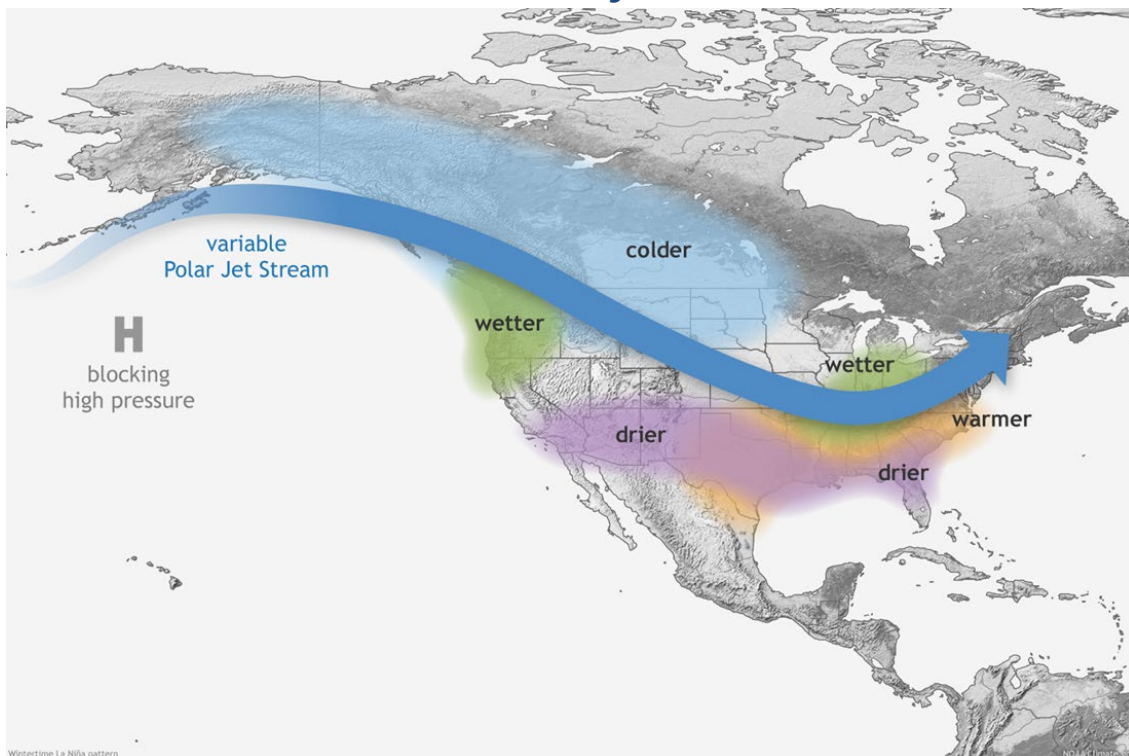 variable
Polar Jet Stream
colder
wetter
H
blocking
high pressure
wetter
warmer
drier
drier
Wintertime La Niña pattern
NOAA Climate.